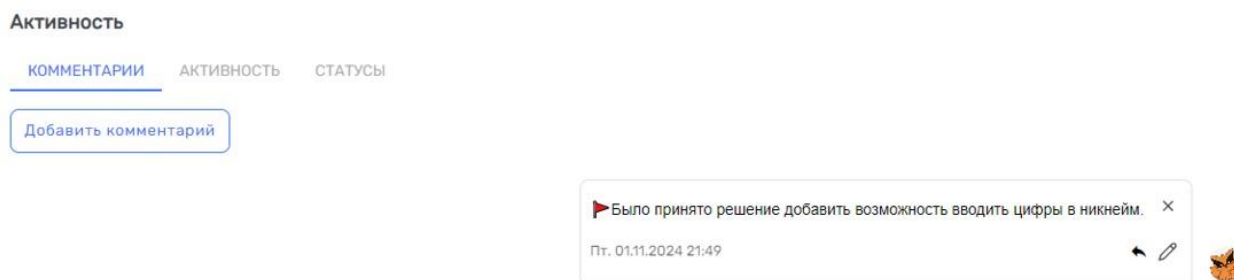 Активность
КОММЕНТАРИИ АКТИВНОСТЬ СТАТУСЫ
Добавить комментарий
Было принято решение добавить возможность вводить цифры в никнейм.
Пт. 01.11.2024 21:49